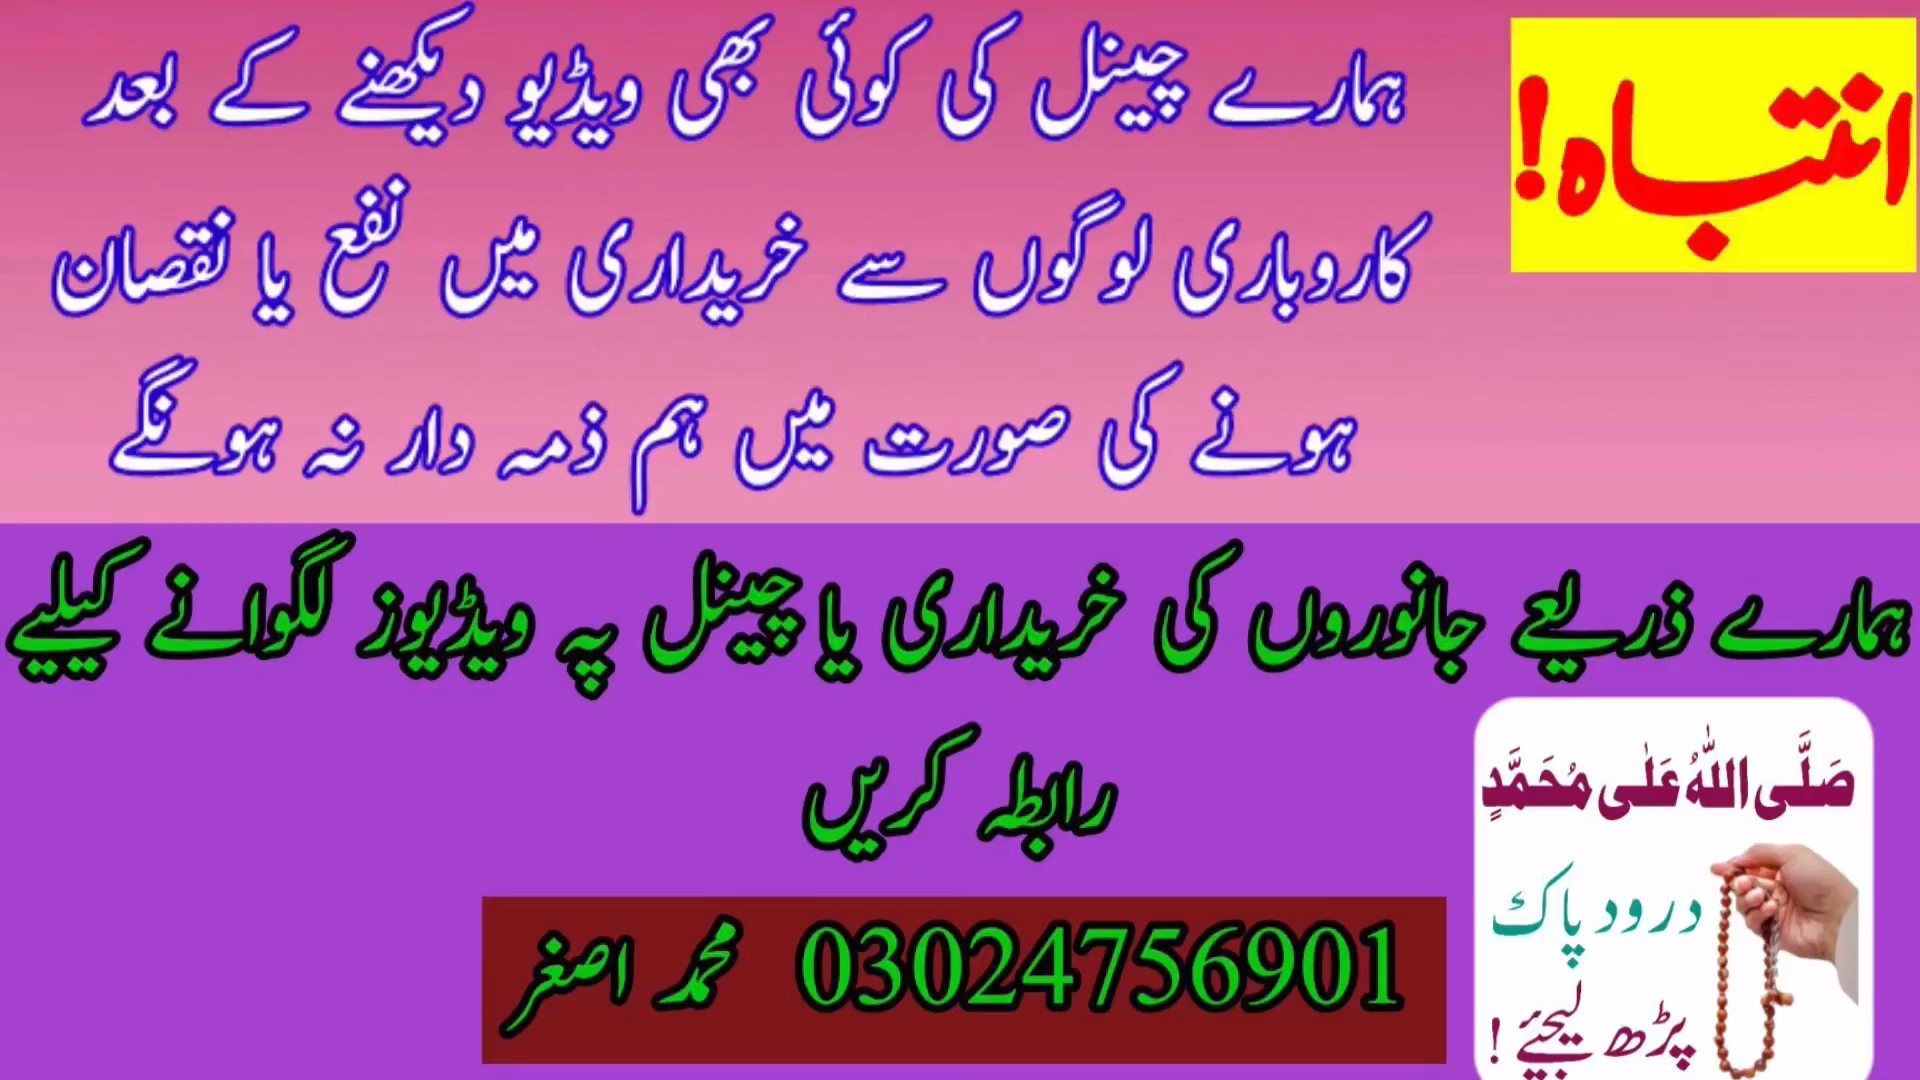 انتباہ!
ہمارے چینل کی کوئی بھی ویڈیو دیکھنے کے بعد
کاروباری لوگوں سے خریداری میں نفع یا نقصان
ہونے کی صورت میں ہم ذمہ دار نہ ہونگے
ہمارے ذریعے جانوروں کی خریداری یا چینل پہ ویڈیوز لگوانے کیلیے
رابطہ کریں
03024756901 محمد اصغر
صَلَّی اللہُ عَلٰی مُحَمَّدٍ
درود پاک
پڑھ لیجئے!